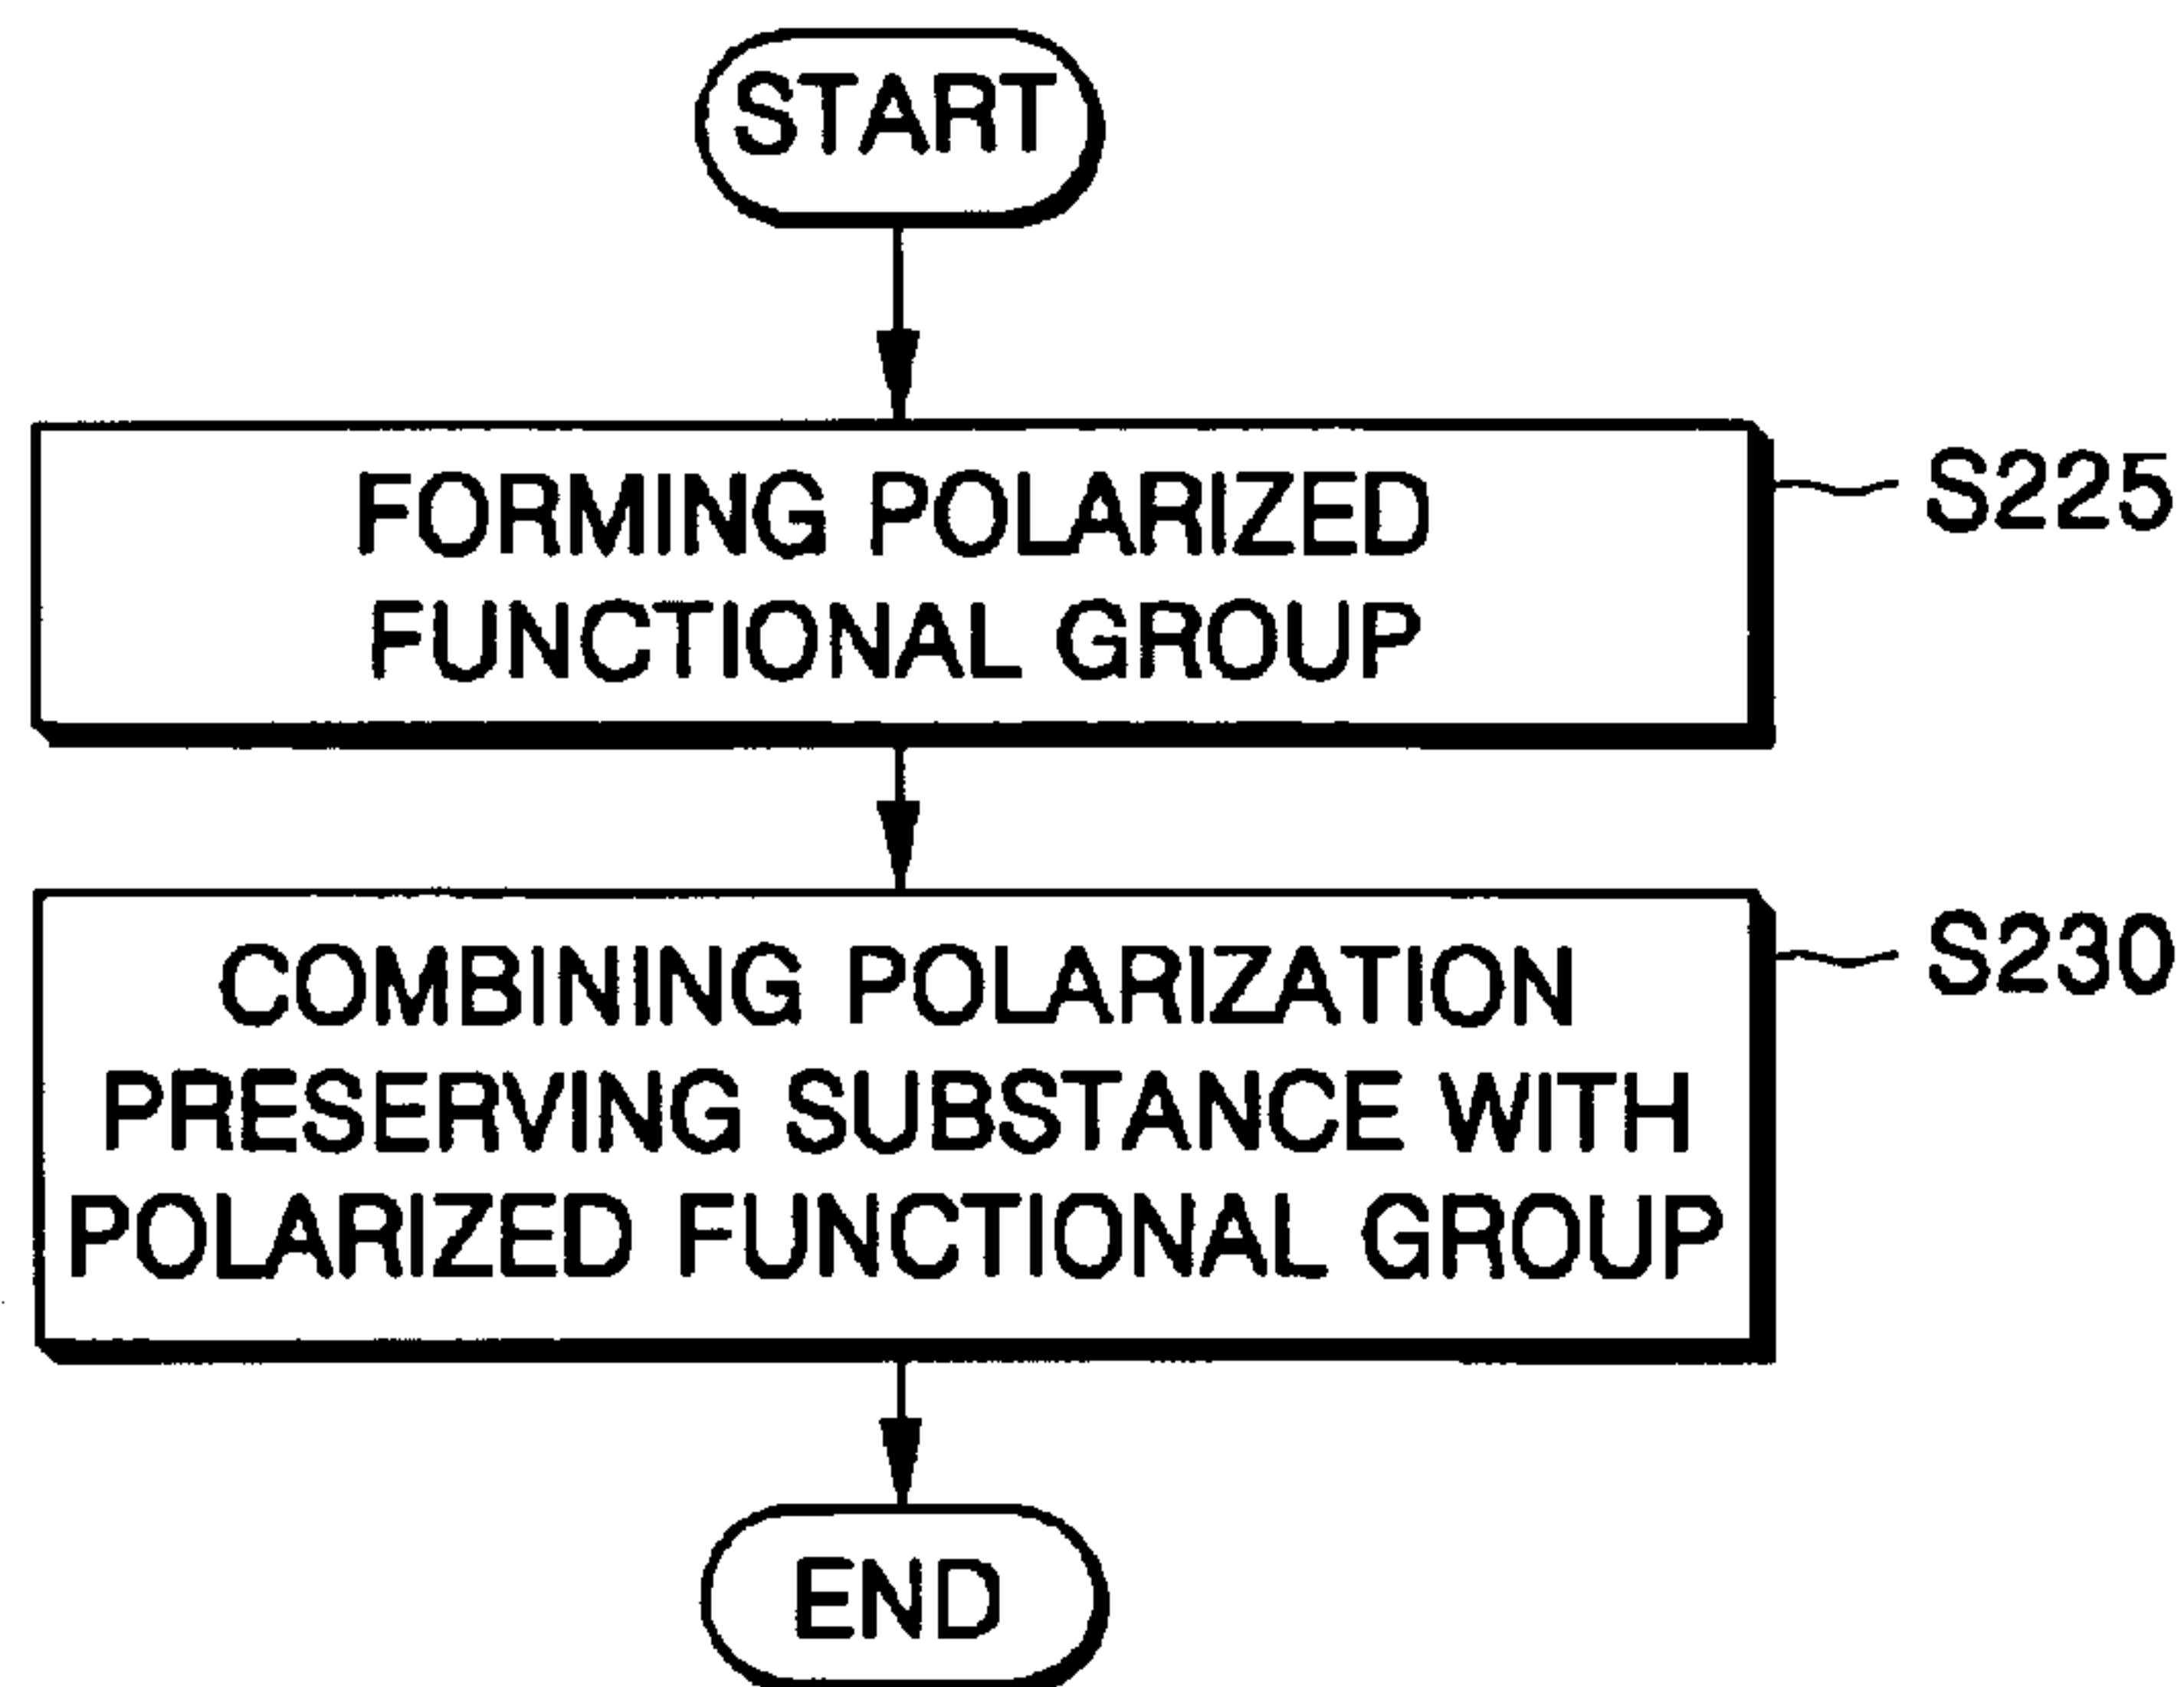 START
FORMING POLARIZED
FUNCTIONAL GROUP
S225
COMBINING POLARIZATION
PRESERVING SUBSTANCE WITH
POLARIZED FUNCTIONAL GROUP
S230
END